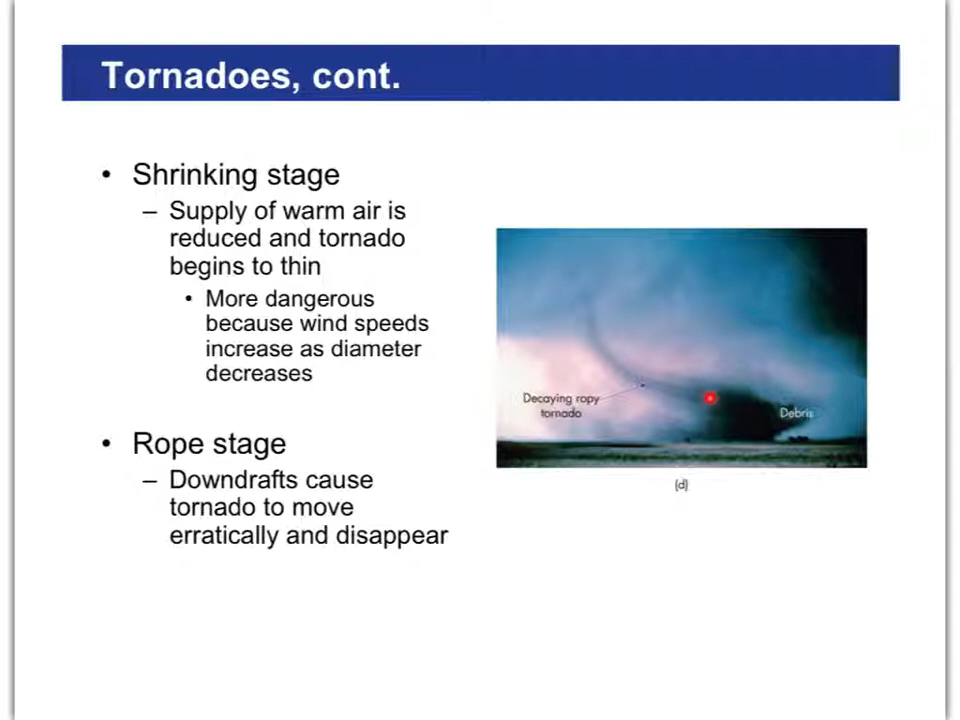 Tornadoes, cont.
• Shrinking stage
– Supply of warm air is
reduced and tornado
begins to thin
• More dangerous
because wind speeds
increase as diameter
decreases
• Rope stage
– Downdrafts cause
tornado to move
erratically and disappear
Decaying ropy
tornado
Debris
(d)